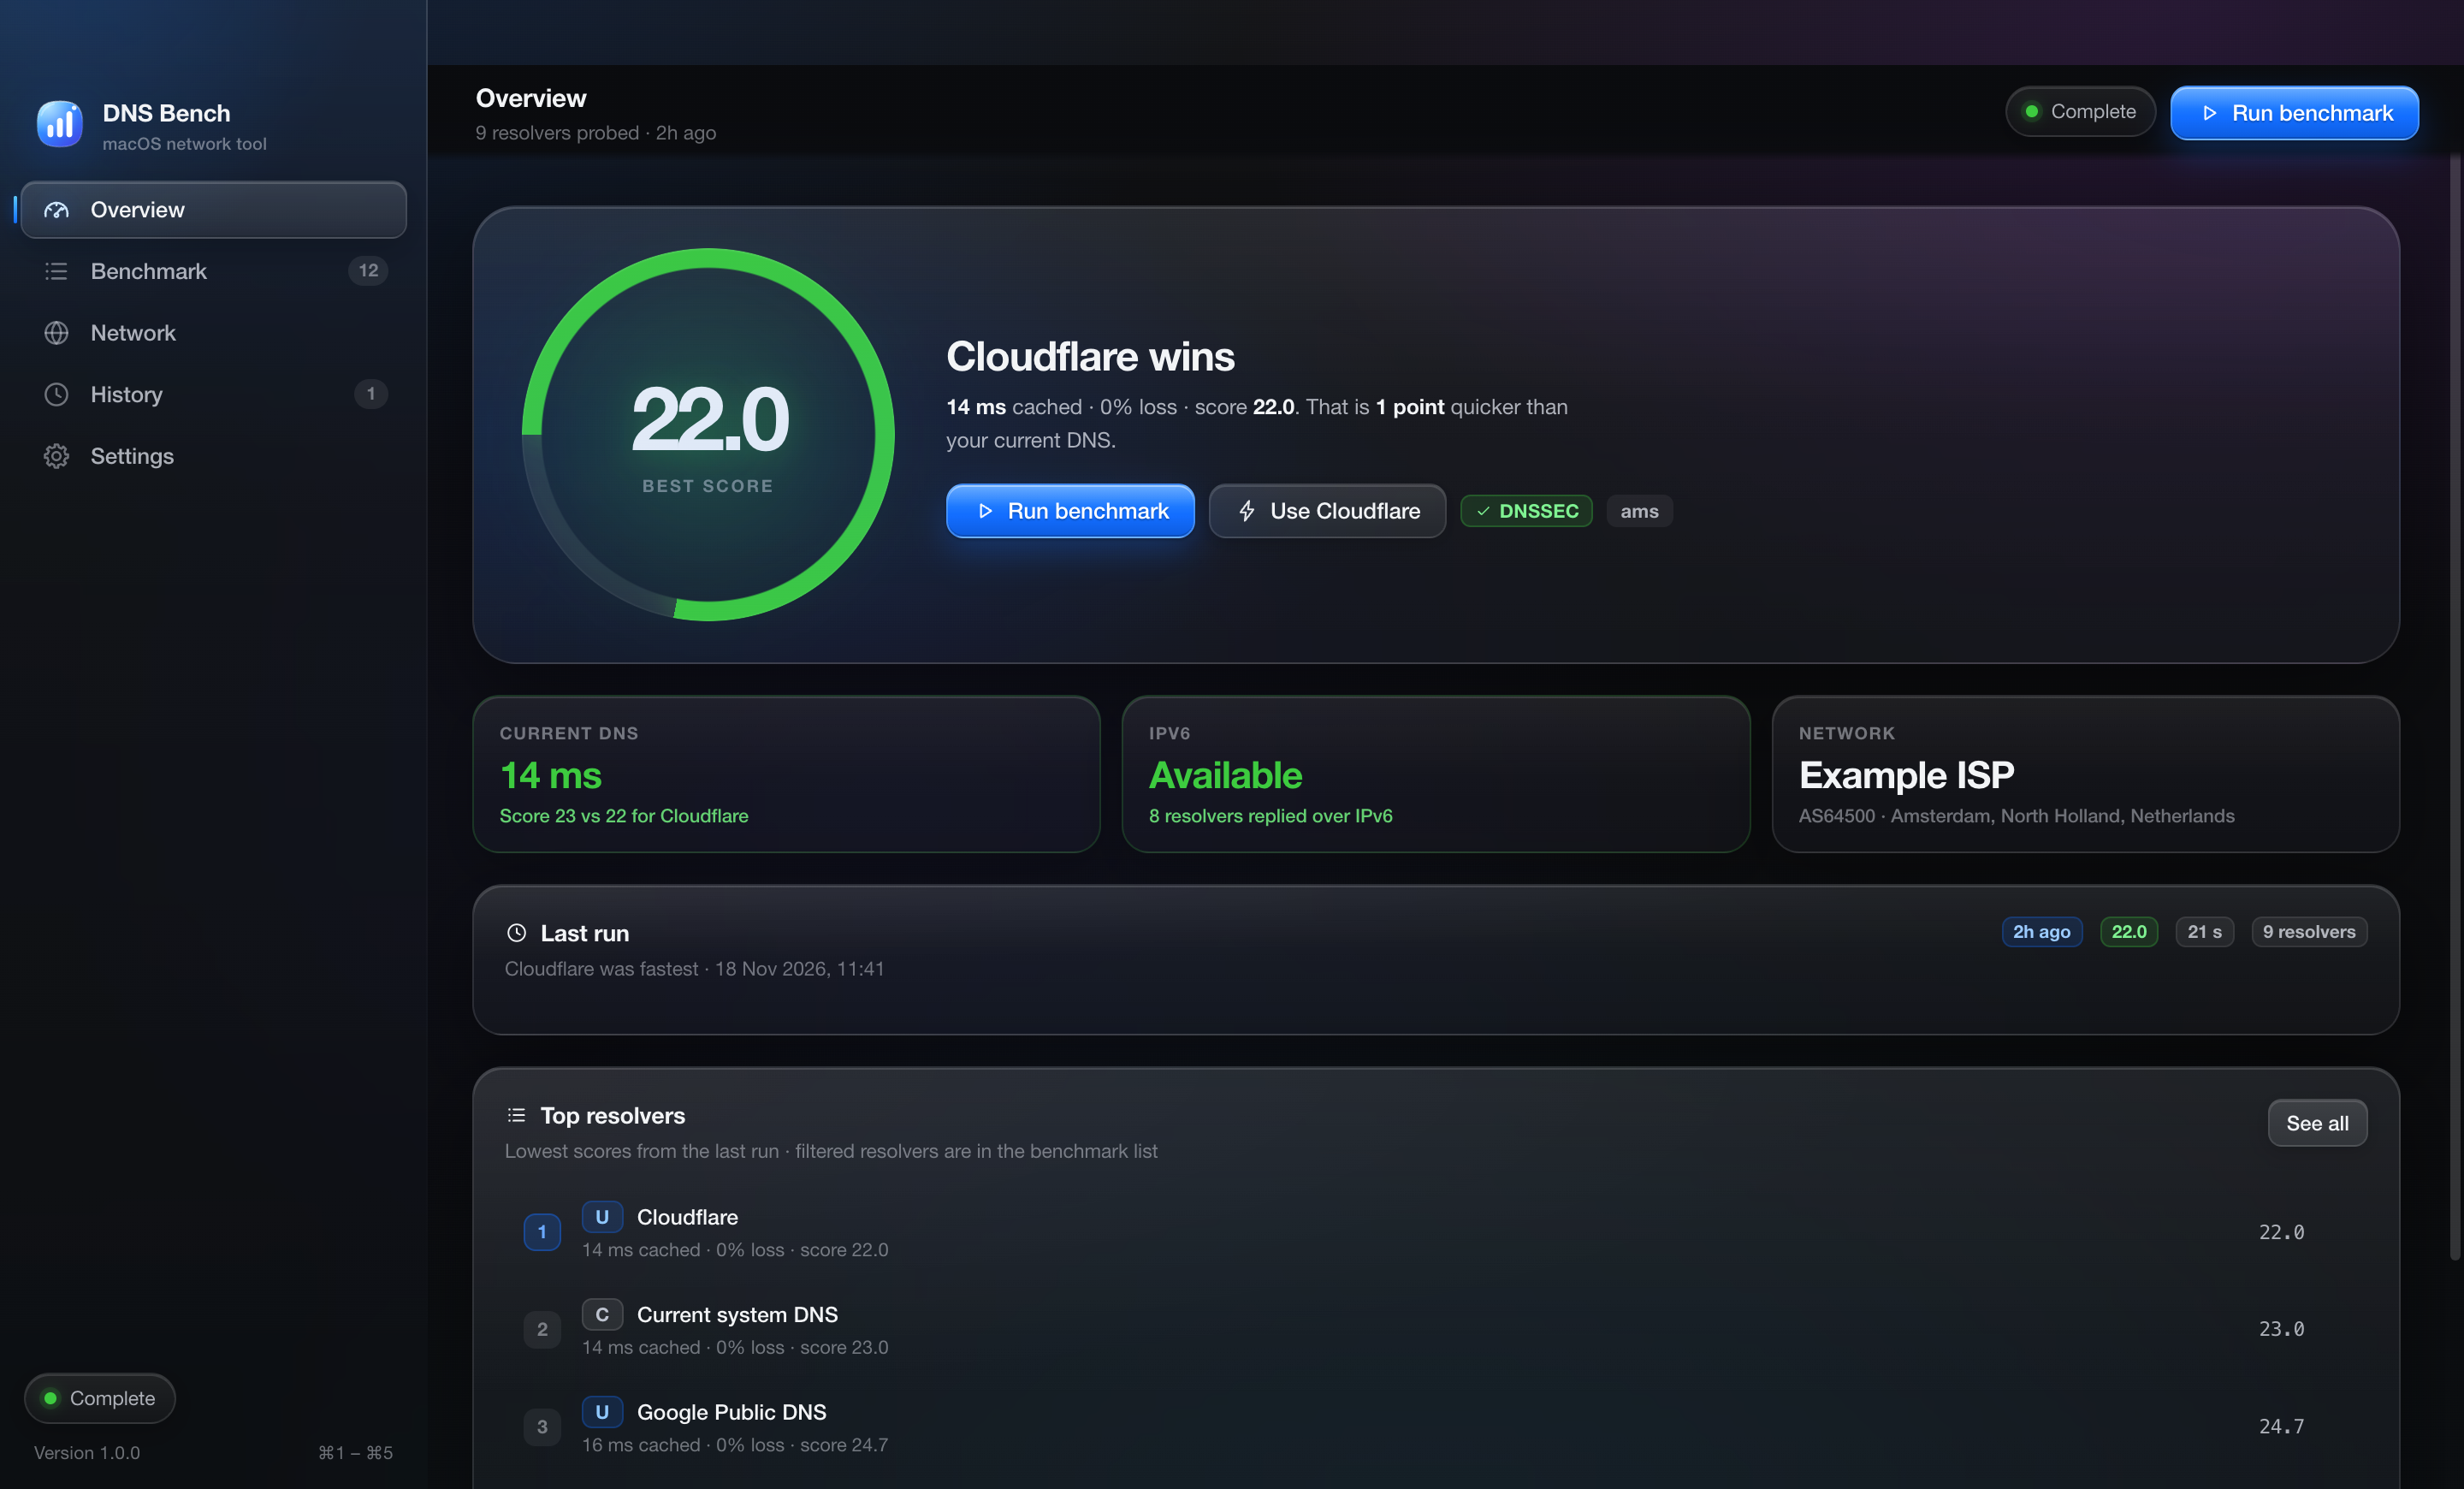 DNS Bench
macOS network tool
Overview
Benchmark 12
Network
History 1
Settings
Complete
Version 1.0.0 ⌘1 – ⌘5
Overview
9 resolvers probed · 2h ago
Complete
Run benchmark
22.0
BEST SCORE
Cloudflare wins
14 ms cached · 0% loss · score 22.0. That is 1 point quicker than
your current DNS.
Run benchmark
Use Cloudflare
DNSSEC
ams
CURRENT DNS
14 ms
Score 23 vs 22 for Cloudflare
IPV6
Available
8 resolvers replied over IPv6
NETWORK
Example ISP
AS64500 · Amsterdam, North Holland, Netherlands
Last run
Cloudflare was fastest · 18 Nov 2026, 11:41
2h ago 22.0 21 s 9 resolvers
Top resolvers
Lowest scores from the last run · filtered resolvers are in the benchmark list
See all
1 U Cloudflare
14 ms cached · 0% loss · score 22.0
22.0
2 C Current system DNS
14 ms cached · 0% loss · score 23.0
23.0
3 U Google Public DNS
16 ms cached · 0% loss · score 24.7
24.7